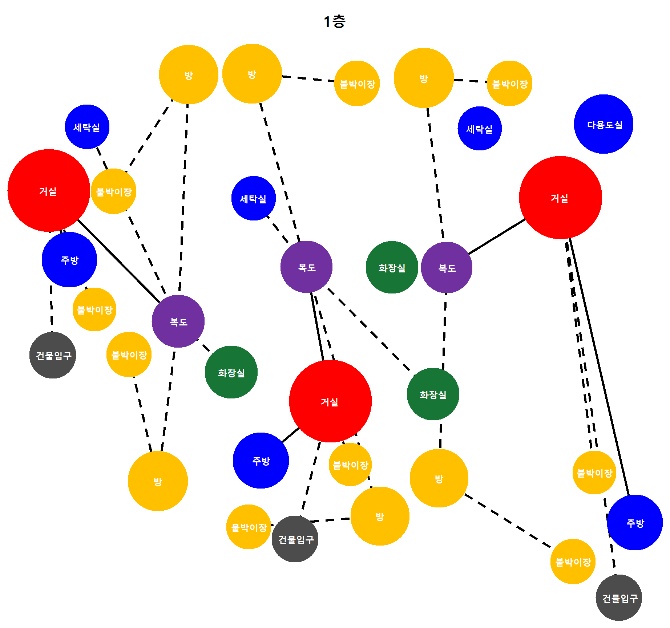 1층
방
방
방
붙박이장
붙박이장
세탁실
세탁실
다용도실
거실
붙박이장
세탁실
거실
주방
복도
화장실
복도
붙박이장
복도
건물입구
붙박이장
화장실
거실
화장실
주방
붙박이장
붙박이장
방
방
붙박이장
방
주방
건물입구
붙박이장
건물입구